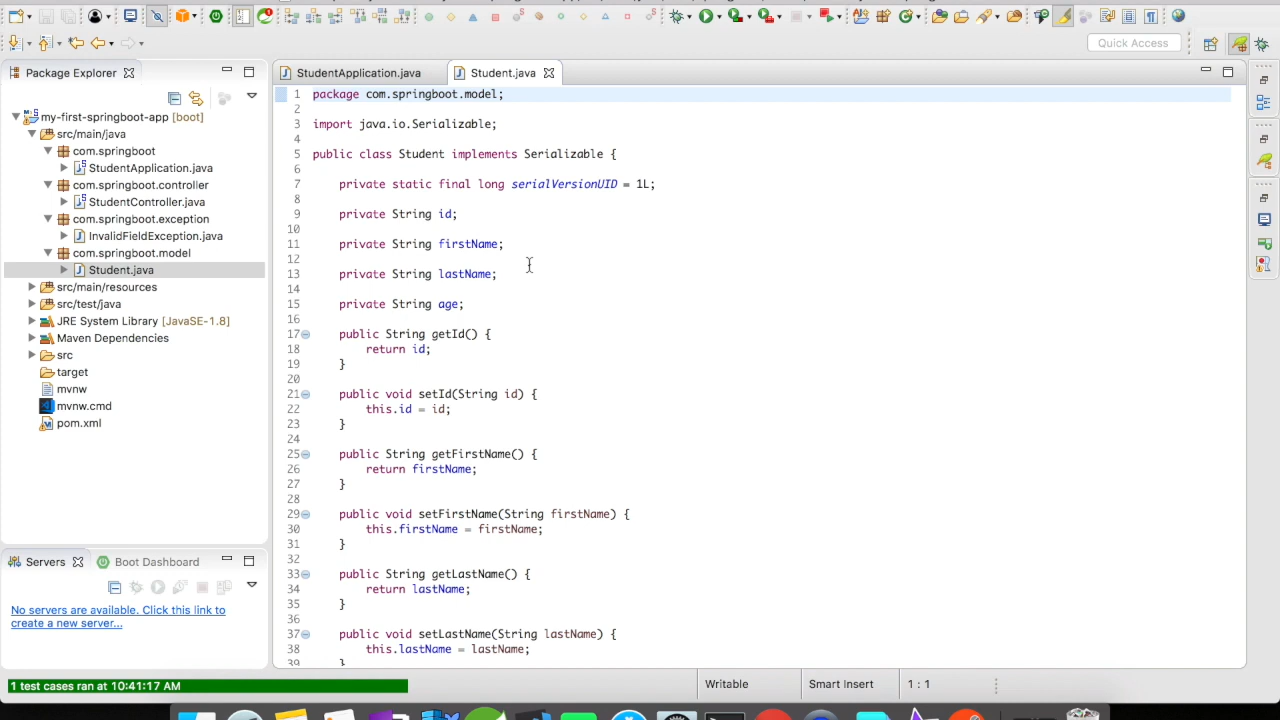 Quick Access
Package Explorer
my-first-springboot-app [boot]
src/main/java
com.springboot
StudentApplication.java
com.springboot.controller
StudentController.java
com.springboot.exception
InvalidFieldException.java
com.springboot.model
Student.java
src/main/resources
src/test/java
JRE System Library [JavaSE-1.8]
Maven Dependencies
src
target
mvnw
mvnw.cmd
pom.xml
Servers
Boot Dashboard
No servers are available. Click this link to
create a new server...
StudentApplication.java
Student.java
1 package com.springboot.model;
2
3 import java.io.Serializable;
4
5 public class Student implements Serializable {
6
7 private static final long serialVersionUID = 1L;
8
9 private String id;
10
11 private String firstName;
12
13 private String lastName;
14
15 private String age;
16
17 public String getId() {
18 return id;
19 }
20
21 public void setId(String id) {
22 this.id = id;
23 }
24
25 public String getFirstName() {
26 return firstName;
27 }
28
29 public void setFirstName(String firstName) {
30 this.firstName = firstName;
31 }
32
33 public String getLastName() {
34 return lastName;
35 }
36
37 public void setLastName(String lastName) {
38 this.lastName = lastName;
39 }
1 test cases ran at 10:41:17 AM
Writable
Smart Insert
1 : 1